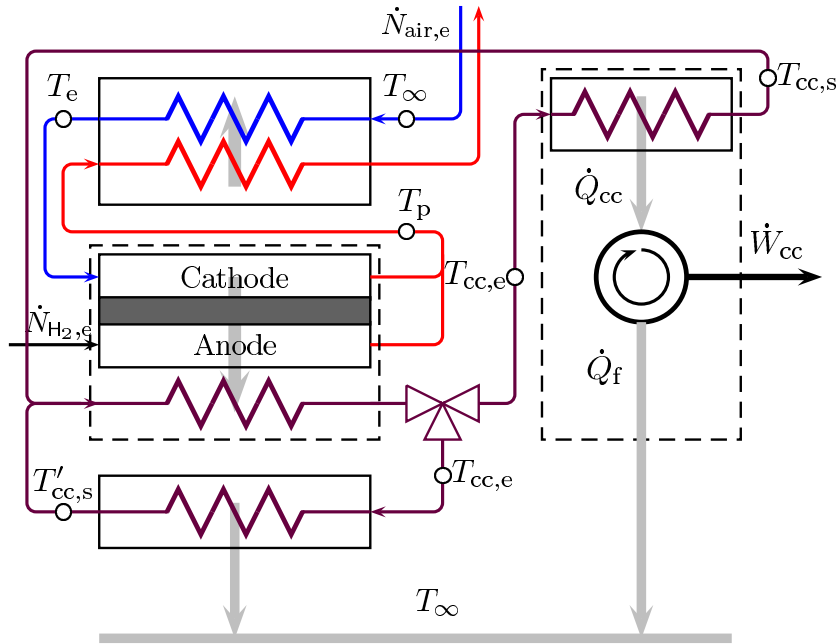 Ṅair,e
Te
T∞
Tcc,s
Q̇cc
Tp
Ẇcc
Cathode
Tcc,e
ṄH₂,e
Anode
Q̇f
T′cc,s
Tcc,e
T∞